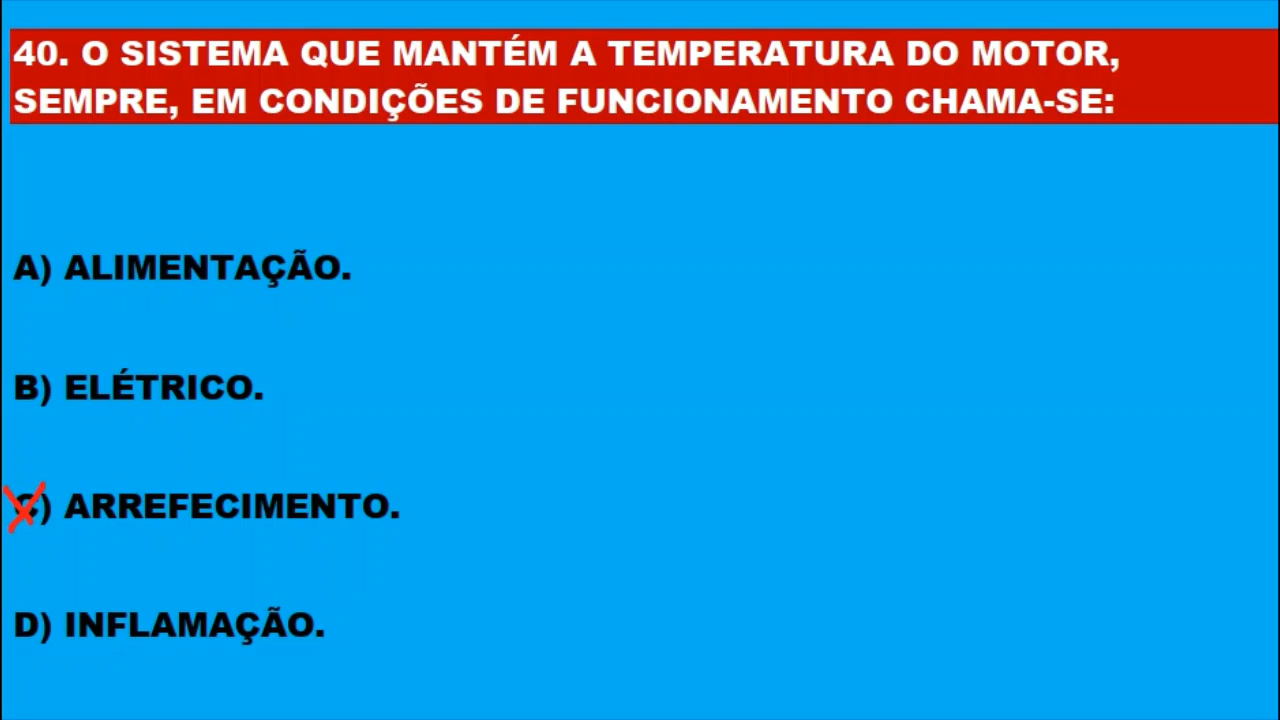 40. O SISTEMA QUE MANTÉM A TEMPERATURA DO MOTOR,
SEMPRE, EM CONDIÇÕES DE FUNCIONAMENTO CHAMA-SE:
A) ALIMENTAÇÃO.
B) ELÉTRICO.
C) ARREFECIMENTO.
D) INFLAMAÇÃO.